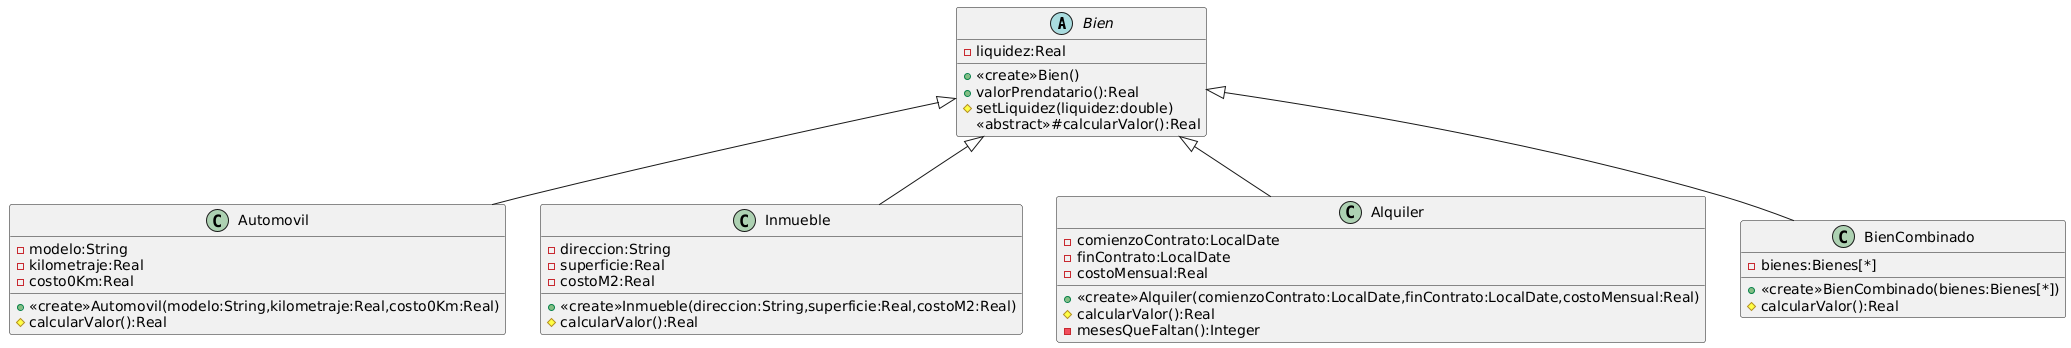 A Bien
liquidez:Real
«create»Bien()
valorPrendatario():Real
setLiquidez(liquidez:double)
«abstract»#calcularValor():Real
C Automovil
modelo:String
kilometraje:Real
costo0Km:Real
«create»Automovil(modelo:String,kilometraje:Real,costo0Km:Real)
calcularValor():Real
C Inmueble
direccion:String
superficie:Real
costoM2:Real
«create»Inmueble(direccion:String,superficie:Real,costoM2:Real)
calcularValor():Real
C Alquiler
comienzoContrato:LocalDate
finContrato:LocalDate
costoMensual:Real
«create»Alquiler(comienzoContrato:LocalDate,finContrato:LocalDate,costoMensual:Real)
calcularValor():Real
mesesQueFaltan():Integer
C BienCombinado
bienes:Bienes[*]
«create»BienCombinado(bienes:Bienes[*])
calcularValor():Real